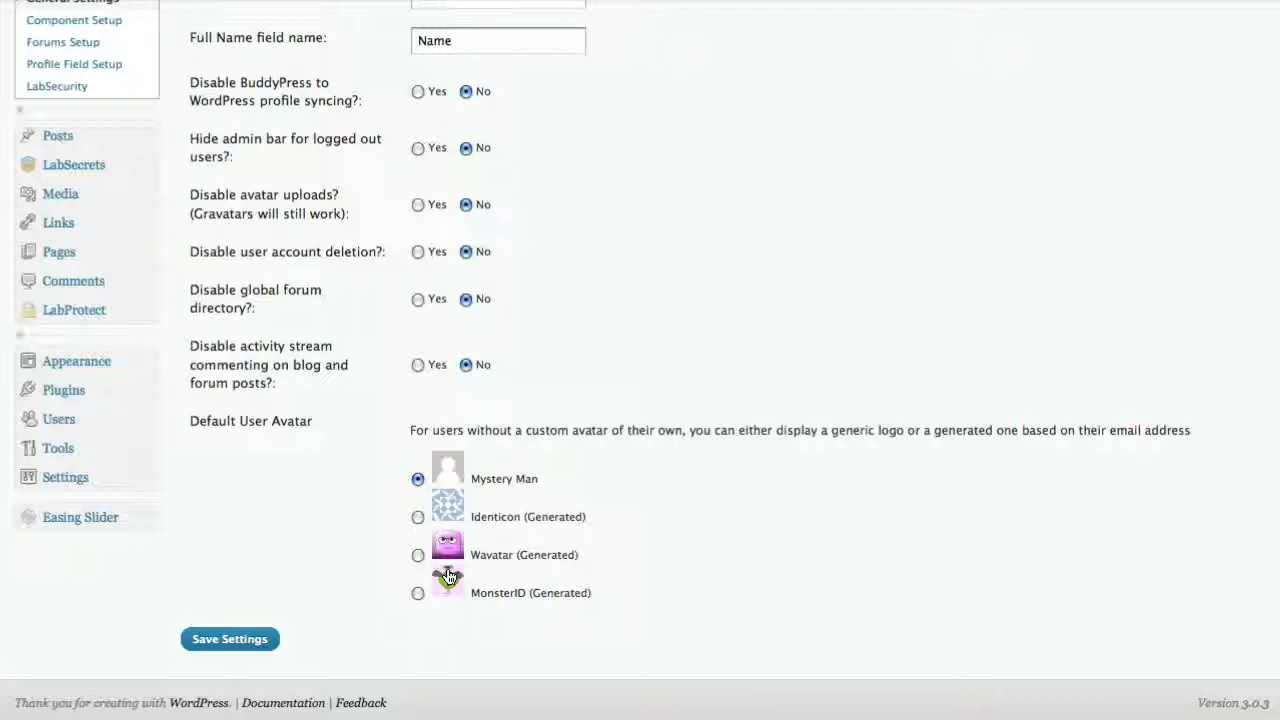 General Settings
Component Setup
Forums Setup
Profile Field Setup
LabSecurity
Posts
LabSecrets
Media
Links
Pages
Comments
LabProtect
Appearance
Plugins
Users
Tools
Settings
Easing Slider
Full Name field name:
Name
Disable BuddyPress to
WordPress profile syncing?:
Yes No
Hide admin bar for logged out
users?:
Yes No
Disable avatar uploads?
(Gravatars will still work):
Yes No
Disable user account deletion?:
Yes No
Disable global forum
directory?:
Yes No
Disable activity stream
commenting on blog and
forum posts?:
Yes No
Default User Avatar
For users without a custom avatar of their own, you can either display a generic logo or a generated one based on their email address
Mystery Man
Identicon (Generated)
Wavatar (Generated)
MonsterID (Generated)
Save Settings
Thank you for creating with WordPress. | Documentation | Feedback
Version 3.0.3